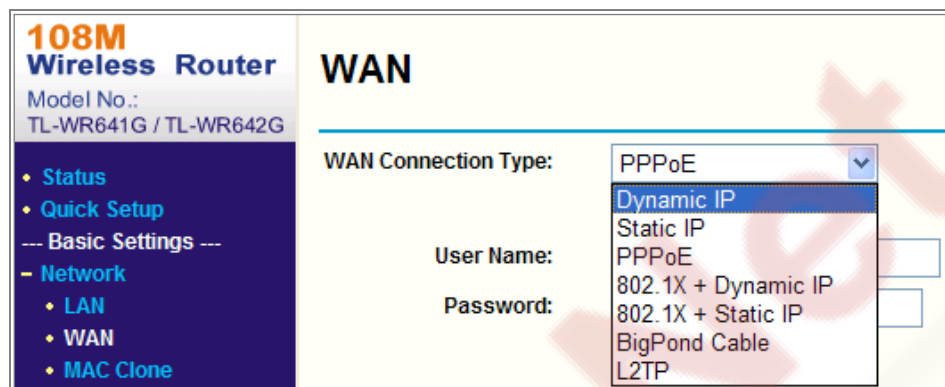 108M
Wireless Router
Model No.:
TL-WR641G / TL-WR642G
Status
Quick Setup
--- Basic Settings ---
Network
LAN
WAN
MAC Clone
WAN
WAN Connection Type:
PPPoE
Dynamic IP
Static IP
PPPoE
802.1X + Dynamic IP
802.1X + Static IP
BigPond Cable
L2TP
User Name:
Password: